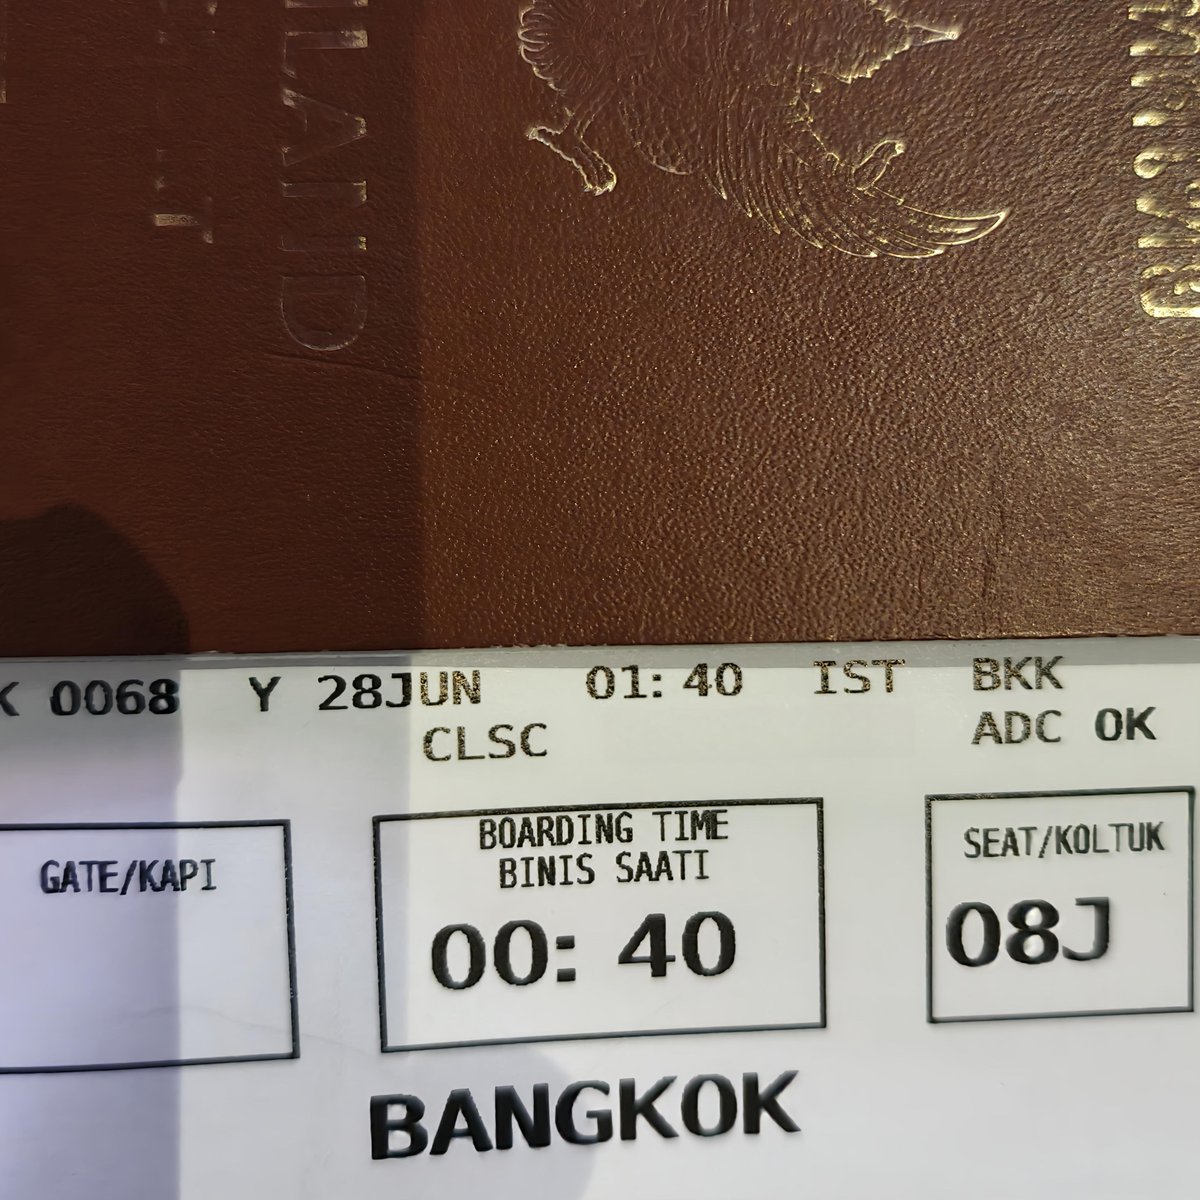 ILAND
K 0068 Y 28JUN 01:40 IST BKK
CLSC ADC OK
GATE/KAPI
BOARDING TIME
BINIS SAATI
00:40
SEAT/KOLTUK
08J
BANGKOK